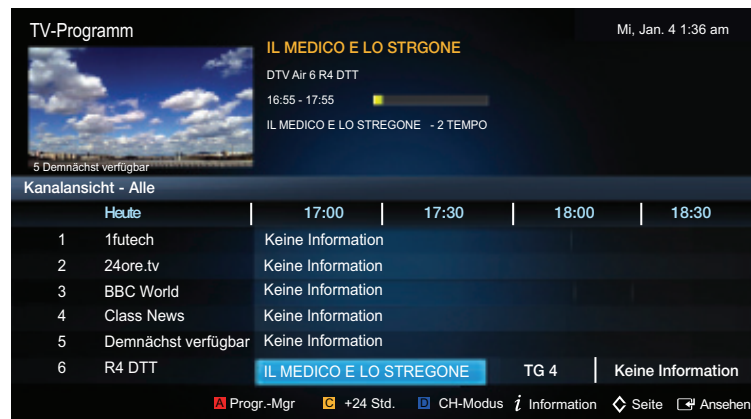 TV-Programm
Mi, Jan. 4 1:36 am
IL MEDICO E LO STRGONE
DTV Air 6 R4 DTT
16:55 - 17:55
IL MEDICO E LO STREGONE - 2 TEMPO
5 Demnächst verfügbar
Kanalansicht - Alle
Heute 17:00 17:30 18:00 18:30
1 1futech Keine Information
2 24ore.tv Keine Information
3 BBC World Keine Information
4 Class News Keine Information
5 Demnächst verfügbar Keine Information
6 R4 DTT IL MEDICO E LO STREGONE TG 4 Keine Information
A Progr.-Mgr C +24 Std. D CH-Modus i Information Seite Ansehen